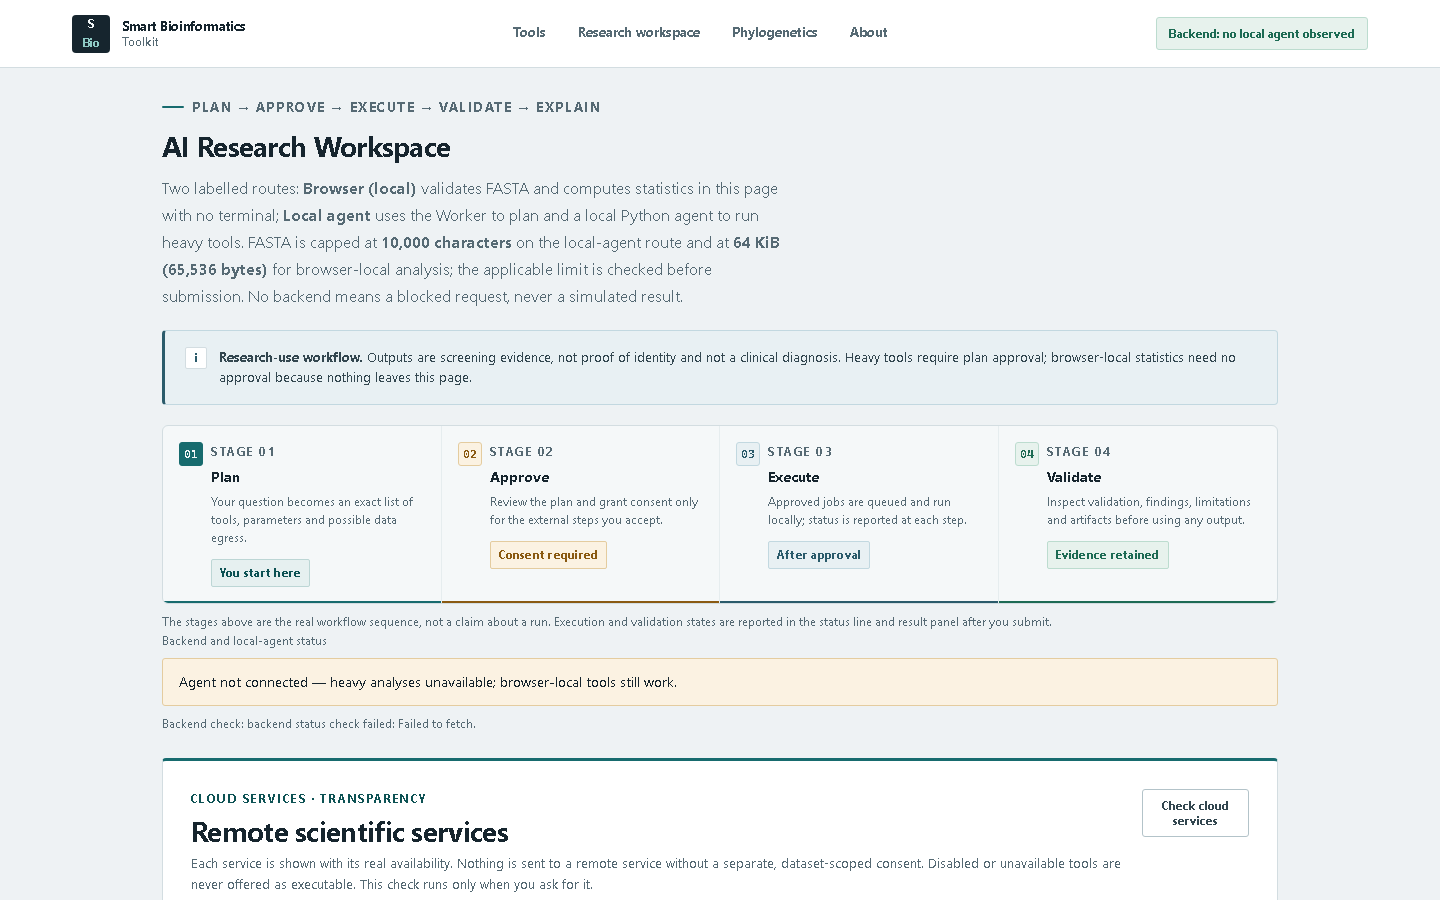 S
Bio
Smart Bioinformatics
Toolkit
Tools
Research workspace
Phylogenetics
About
Backend: no local agent observed
PLAN → APPROVE → EXECUTE → VALIDATE → EXPLAIN
AI Research Workspace
Two labelled routes: Browser (local) validates FASTA and computes statistics in this page
with no terminal; Local agent uses the Worker to plan and a local Python agent to run
heavy tools. FASTA is capped at 10,000 characters on the local-agent route and at 64 KiB
(65,536 bytes) for browser-local analysis; the applicable limit is checked before
submission. No backend means a blocked request, never a simulated result.
i
Research-use workflow. Outputs are screening evidence, not proof of identity and not a clinical diagnosis. Heavy tools require plan approval; browser-local statistics need no
approval because nothing leaves this page.
01
STAGE 01
Plan
Your question becomes an exact list of
tools, parameters and possible data
egress.
You start here
02
STAGE 02
Approve
Review the plan and grant consent only
for the external steps you accept.
Consent required
03
STAGE 03
Execute
Approved jobs are queued and run
locally; status is reported at each step.
After approval
04
STAGE 04
Validate
Inspect validation, findings, limitations
and artifacts before using any output.
Evidence retained
The stages above are the real workflow sequence, not a claim about a run. Execution and validation states are reported in the status line and result panel after you submit.
Backend and local-agent status
Agent not connected — heavy analyses unavailable; browser-local tools still work.
Backend check: backend status check failed: Failed to fetch.
CLOUD SERVICES · TRANSPARENCY
Remote scientific services
Each service is shown with its real availability. Nothing is sent to a remote service without a separate, dataset-scoped consent. Disabled or unavailable tools are
never offered as executable. This check runs only when you ask for it.
Check cloud
services